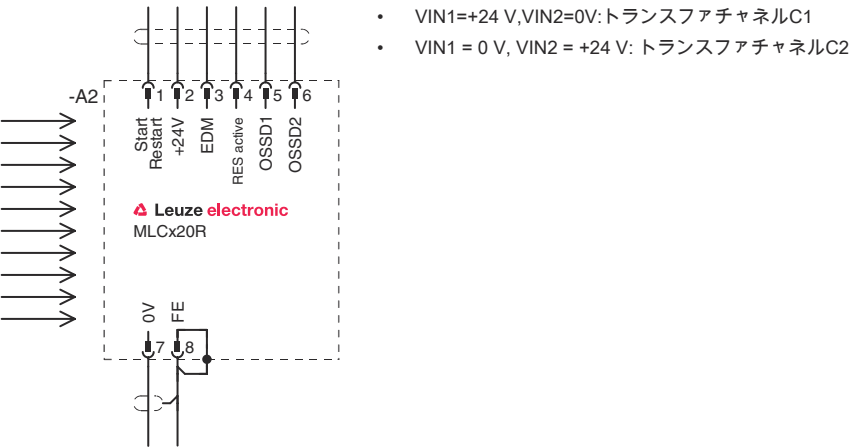 • VIN1=+24 V,VIN2=0V:トランスファチャネルC1
• VIN1 = 0 V, VIN2 = +24 V: トランスファチャネルC2
-A2
1 2 3 4 5 6
Start
Restart
+24V
EDM
RES active
OSSD1
OSSD2
Leuze electronic
MLCx20R
0V
FE
7 8